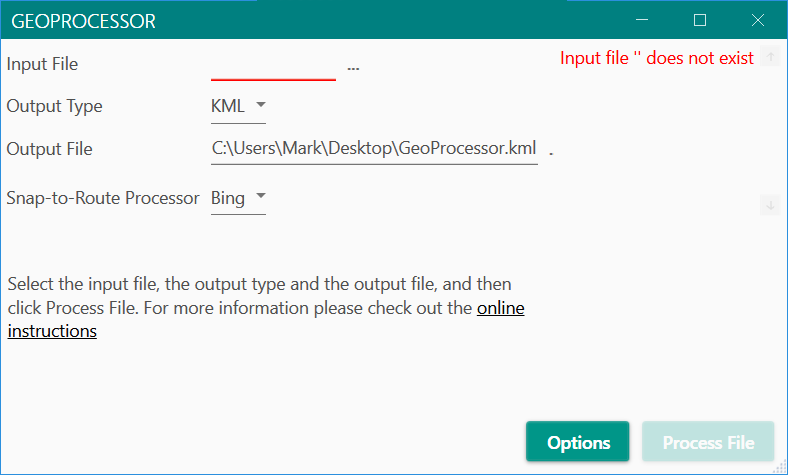 GEOPROCESSOR
Input File ... Input file '' does not exist
Output Type KML
Output File C:\Users\Mark\Desktop\GeoProcessor.kml .
Snap-to-Route Processor Bing
Select the input file, the output type and the output file, and then
click Process File. For more information please check out the online
instructions
Options Process File